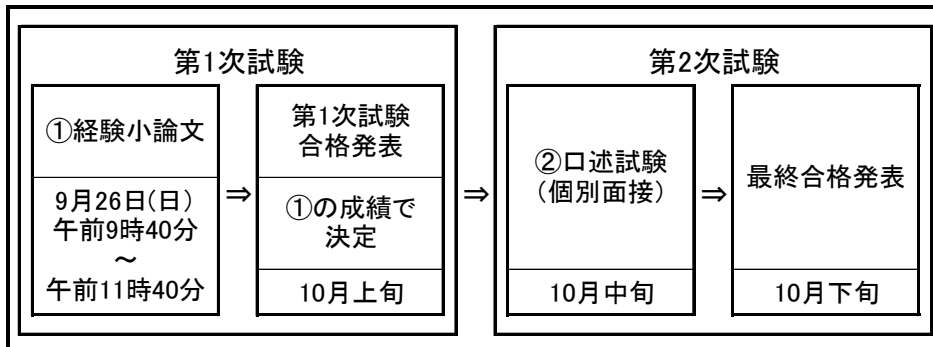 第1次試験
①経験小論文
9月26日(日)
午前9時40分
～
午前11時40分
⇒
第1次試験
合格発表
①の成績で
決定
10月上旬
⇒
第2次試験
②口述試験
（個別面接）
10月中旬
⇒
最終合格発表
10月下旬